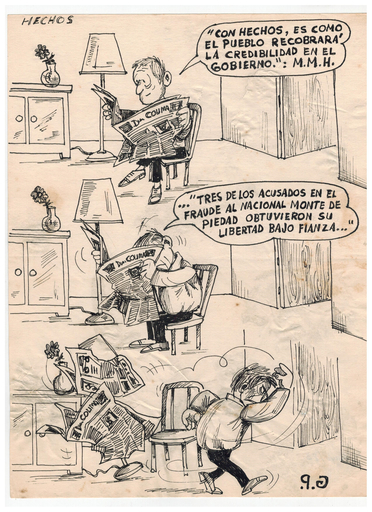 HECHOS
"CON HECHOS, ES COMO
EL PUEBLO RECOBRARÁ
LA CREDIBILIDAD EN EL
GOBIERNO.": M.M.H.
..."TRES DE LOS ACUSADOS EN EL
FRAUDE AL NACIONAL MONTE DE
PIEDAD OBTUVIERON SU
LIBERTAD BAJO FIANZA..."